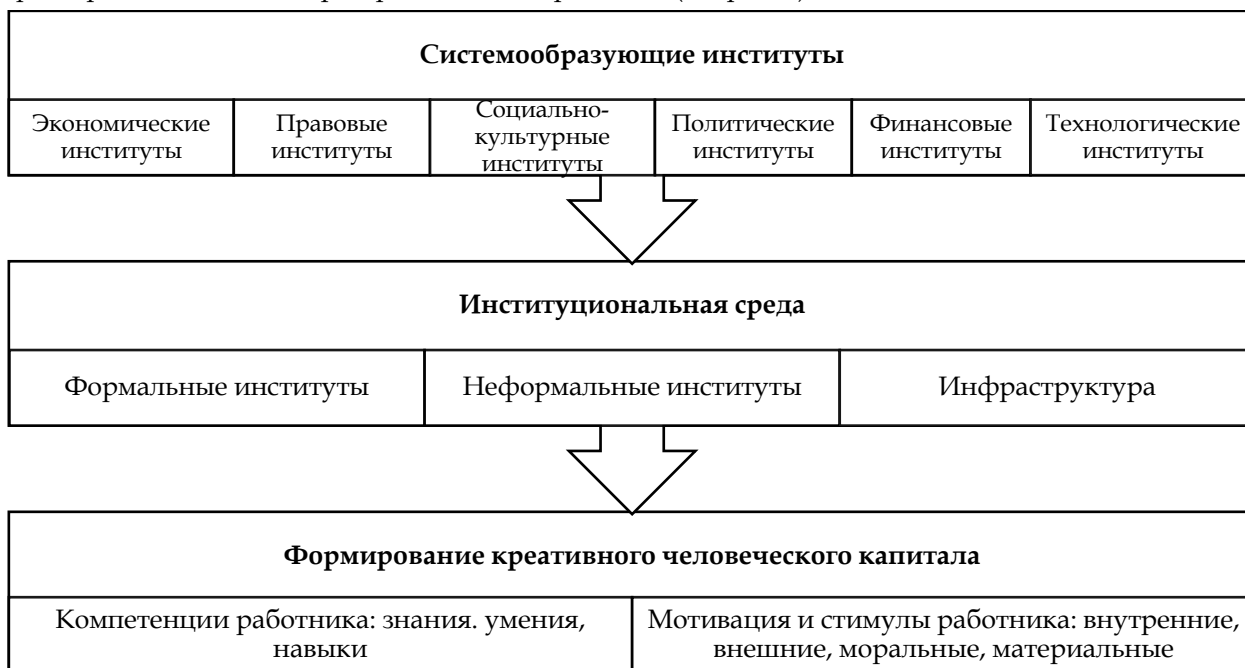 Системообразующие институты
Экономические институты
Правовые институты
Социально-культурные институты
Политические институты
Финансовые институты
Технологические институты
Институциональная среда
Формальные институты
Неформальные институты
Инфраструктура
Формирование креативного человеческого капитала
Компетенции работника: знания. умения,
навыки
Мотивация и стимулы работника: внутренние,
внешние, моральные, материальные